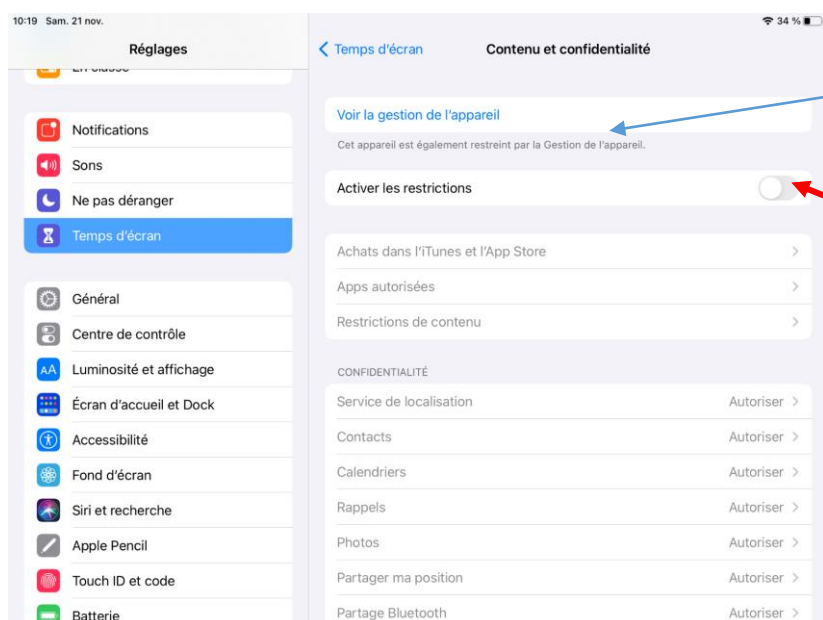 10:19 Sam. 21 nov.
34 %
Réglages
Temps d'écran
Contenu et confidentialité
Notifications
Sons
Ne pas déranger
Temps d'écran
Général
Centre de contrôle
AA Luminosité et affichage
Écran d'accueil et Dock
Accessibilité
Fond d'écran
Siri et recherche
Apple Pencil
Touch ID et code
Batterie
Voir la gestion de l'appareil
Cet appareil est également restreint par la Gestion de l'appareil.
Activer les restrictions
Achats dans l'iTunes et l'App Store
Apps autorisées
Restrictions de contenu
CONFIDENTIALITÉ
Service de localisation Autoriser
Contacts Autoriser
Calendriers Autoriser
Rappels Autoriser
Photos Autoriser
Partager ma position Autoriser
Partage Bluetooth Autoriser